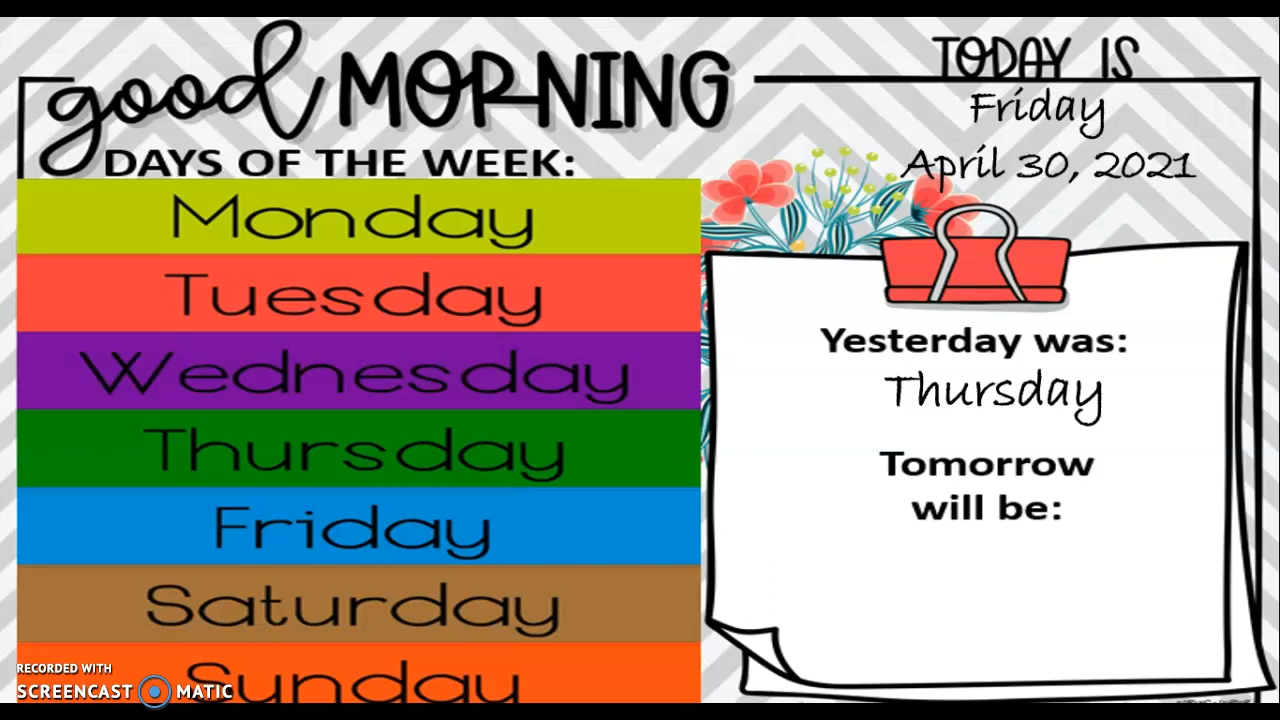 good MORNING
DAYS OF THE WEEK:
Monday
Tuesday
Wednesday
Thursday
Friday
Saturday
Sunday
TODAY IS
Friday
April 30, 2021
Yesterday was:
Thursday
Tomorrow
will be:
RECORDED WITH
SCREENCAST MATIC